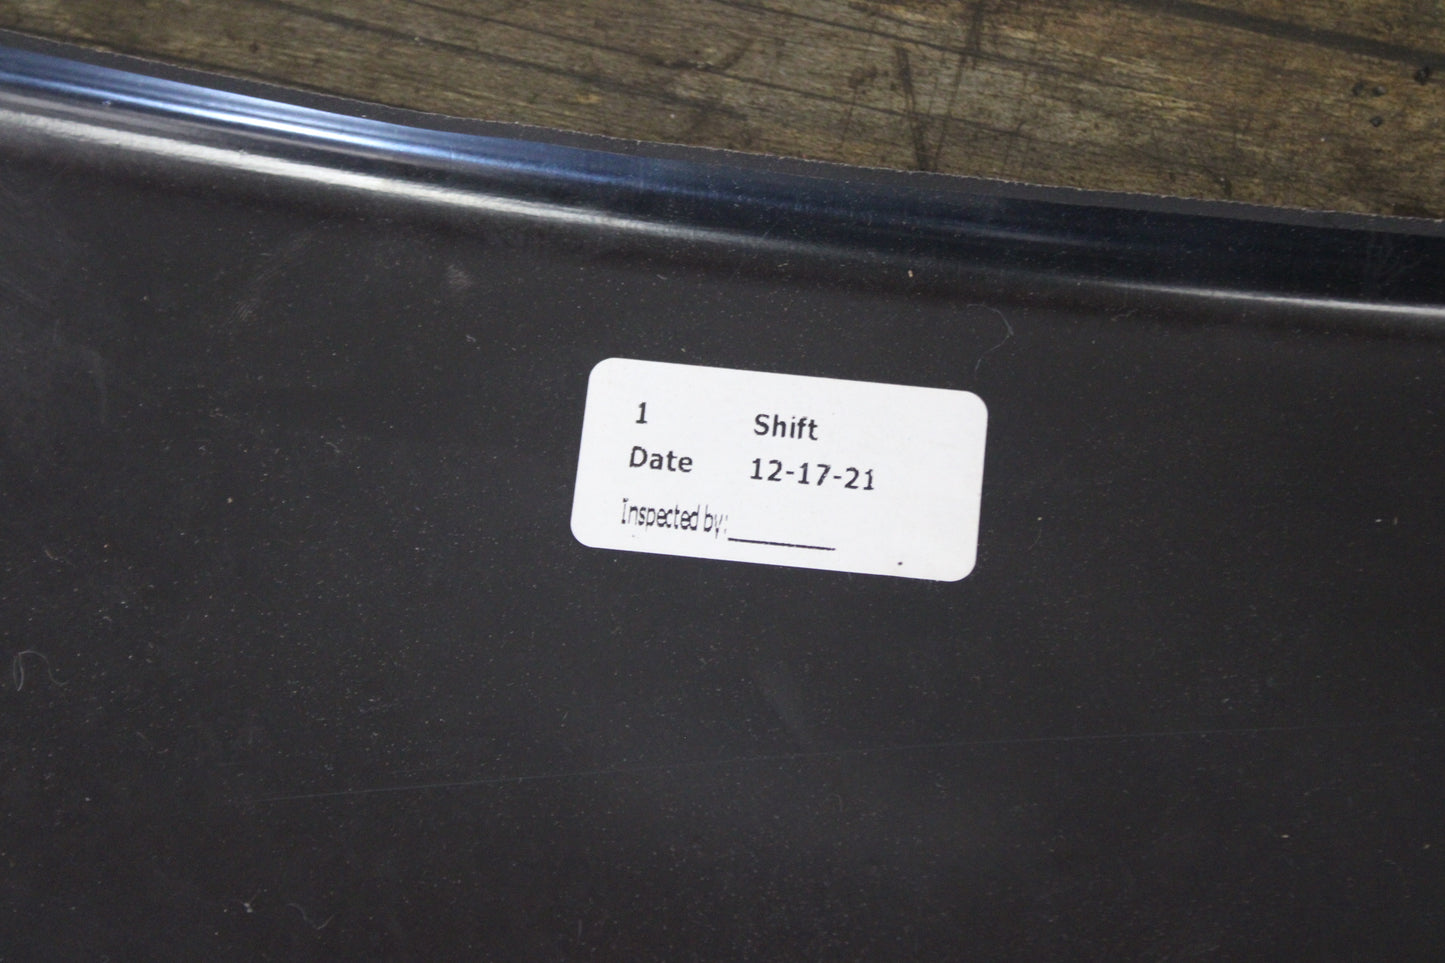 1 Shift
Date 12-17-21
Inspected by:________